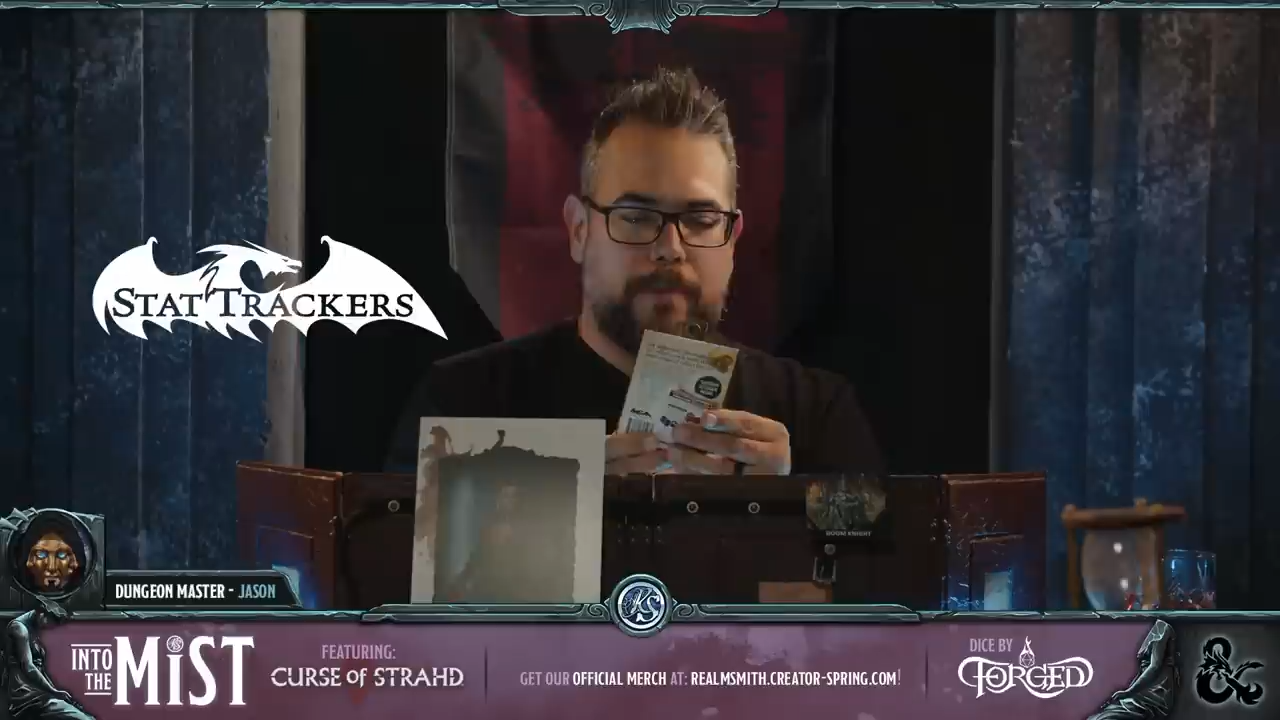 STAT TRACKERS
DOOM KNIGHT
DUNGEON MASTER - JASON
INTO
THE
MIST
FEATURING:
CURSE OF STRAHD
GET OUR OFFICIAL MERCH AT: REALMSMITH.CREATOR-SPRING.COM!
DICE BY
FORGED